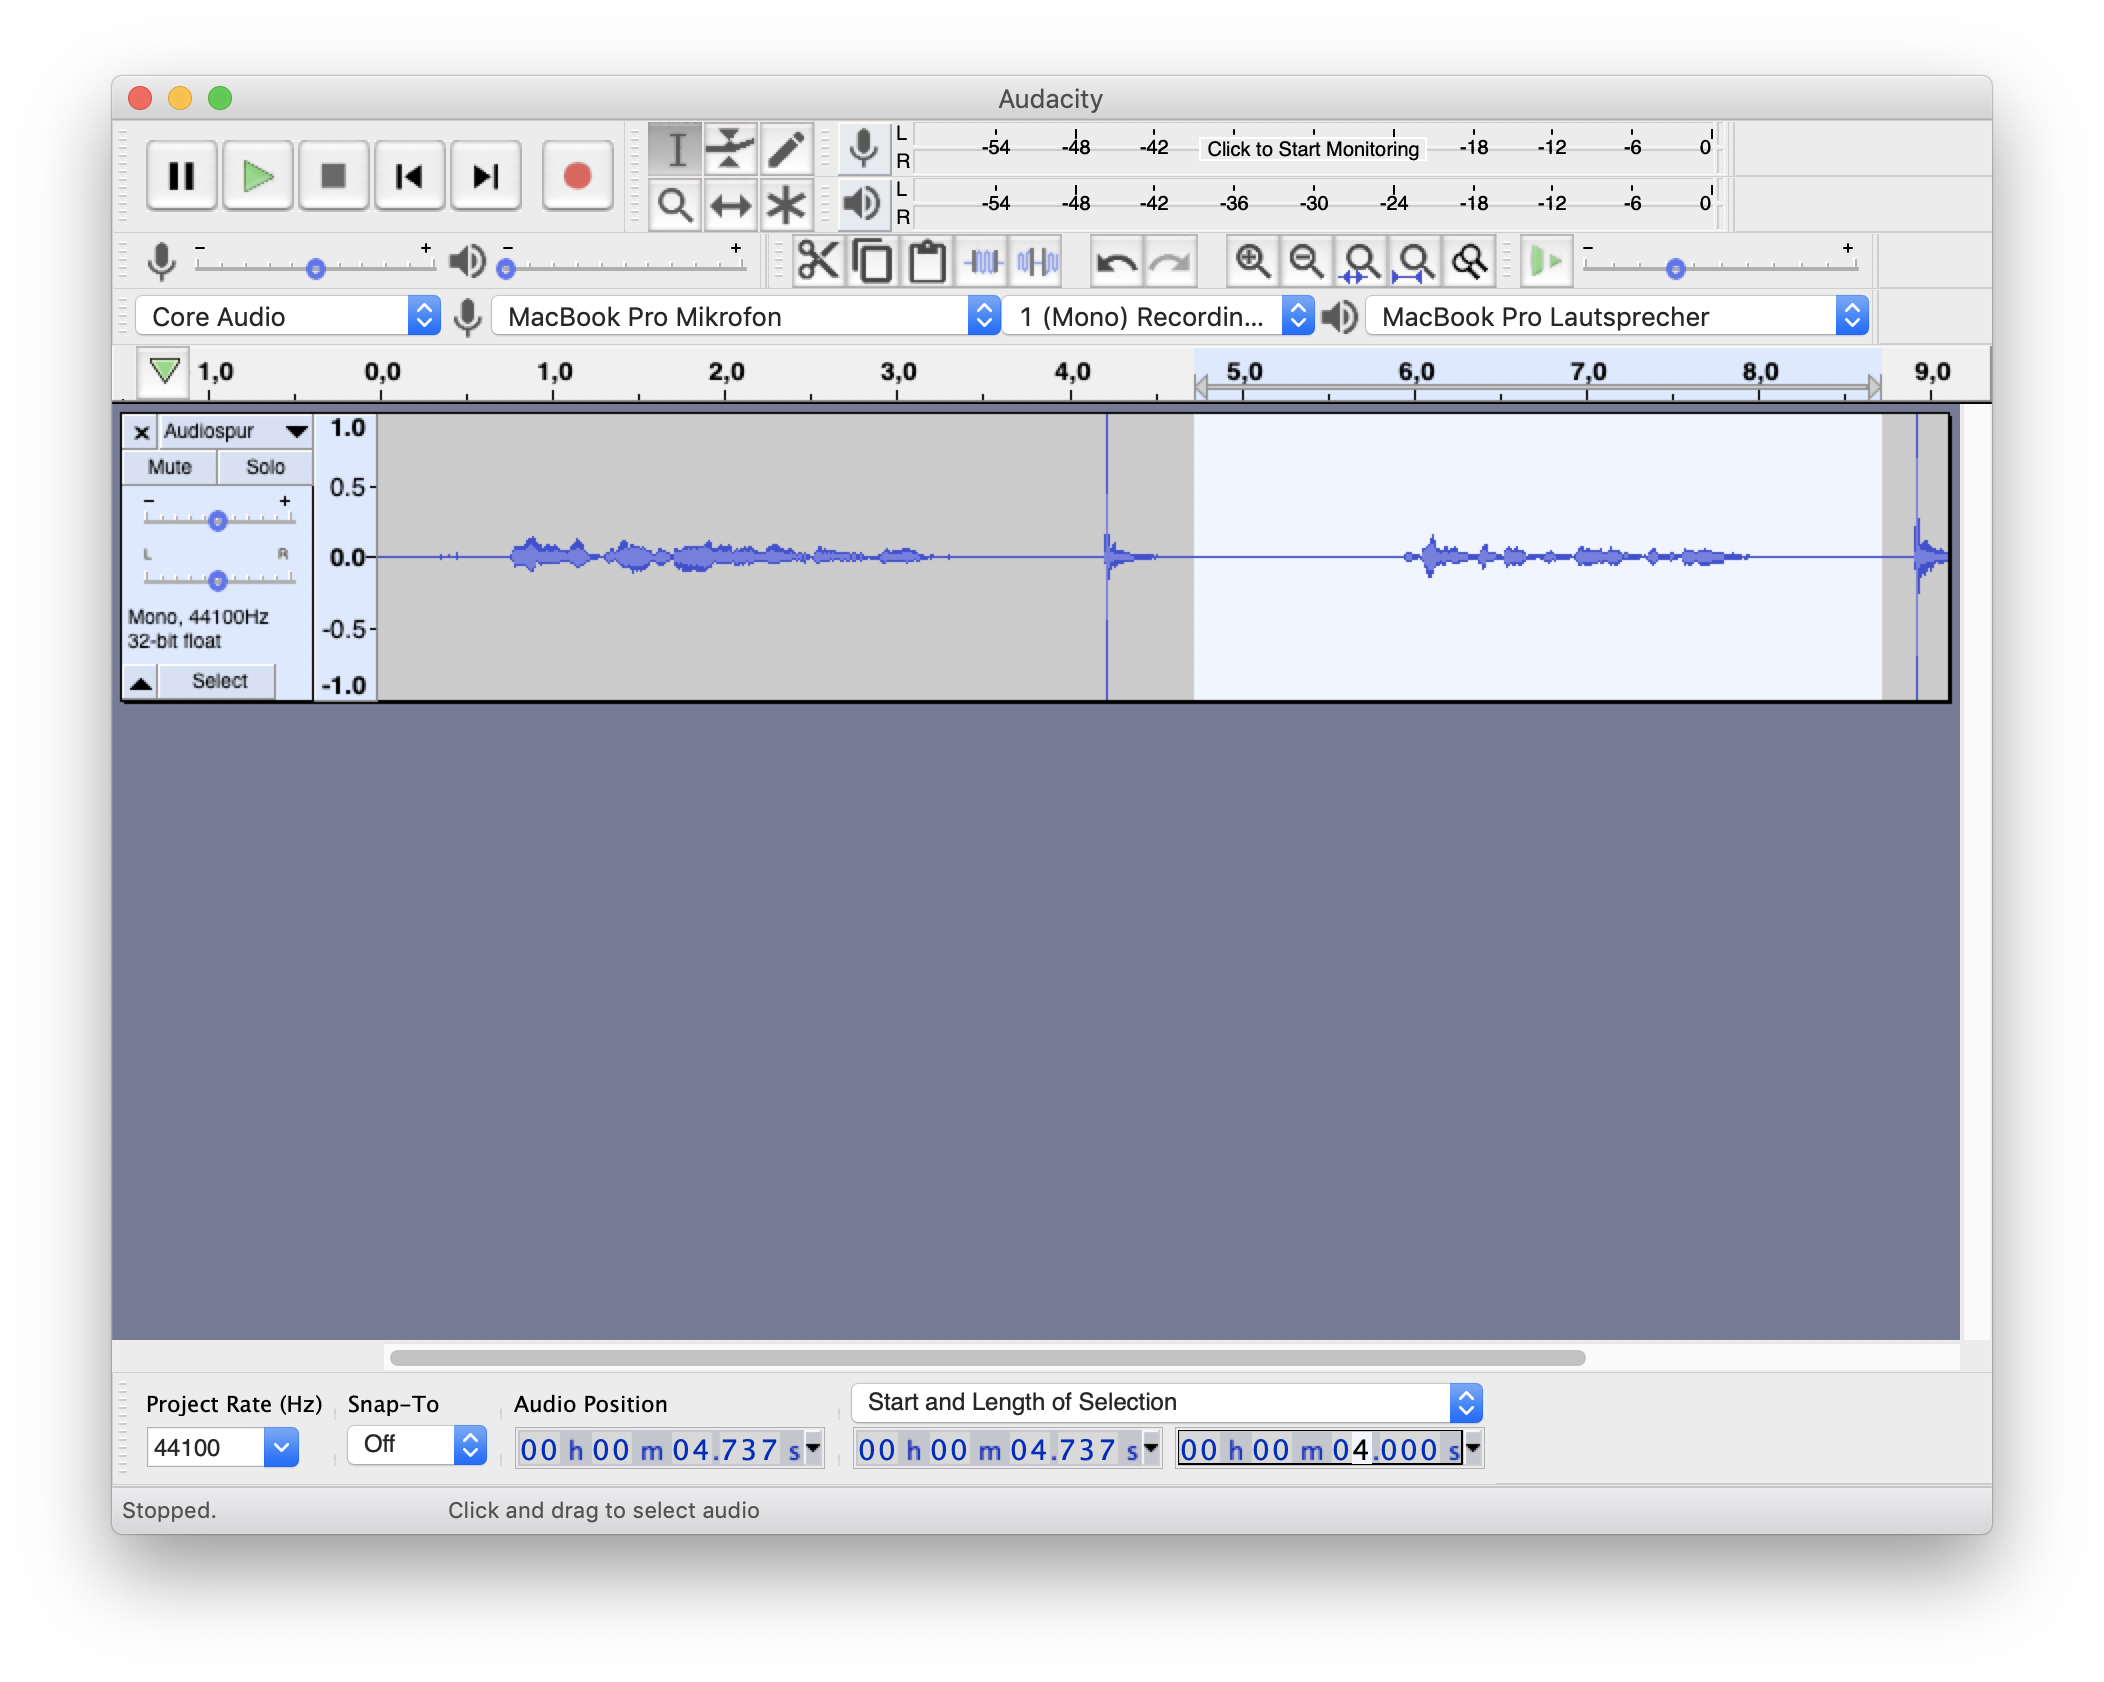 Audacity
L
R
-54 -48 -42 Click to Start Monitoring -18 -12 -6 0
L
R
-54 -48 -42 -36 -30 -24 -18 -12 -6 0
- + - + - +
Core Audio MacBook Pro Mikrofon 1 (Mono) Recordin... MacBook Pro Lautsprecher
1,0 0,0 1,0 2,0 3,0 4,0 5,0 6,0 7,0 8,0 9,0
x Audiospur 1.0
Mute Solo
0.5
- +
L R
0.0
Mono, 44100Hz
-0.5
32-bit float
Select
-1.0
Project Rate (Hz) Snap-To Audio Position Start and Length of Selection
44100 Off 00 h 00 m 04.737 s 00 h 00 m 04.737 s 00 h 00 m 04.000 s
Stopped. Click and drag to select audio